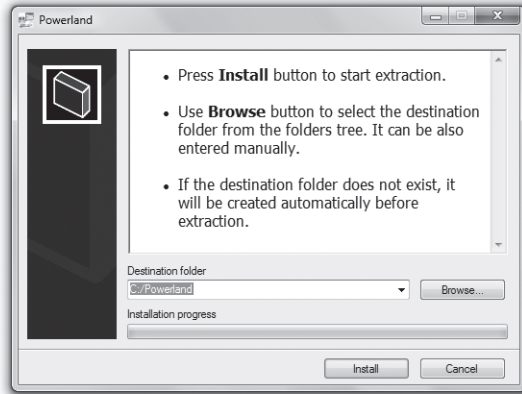 Powerland
• Press Install button to start extraction.
• Use Browse button to select the destination
folder from the folders tree. It can be also
entered manually.
• If the destination folder does not exist, it
will be created automatically before
extraction.
Destination folder
C:/Powerland
Browse...
Installation progress
Install
Cancel